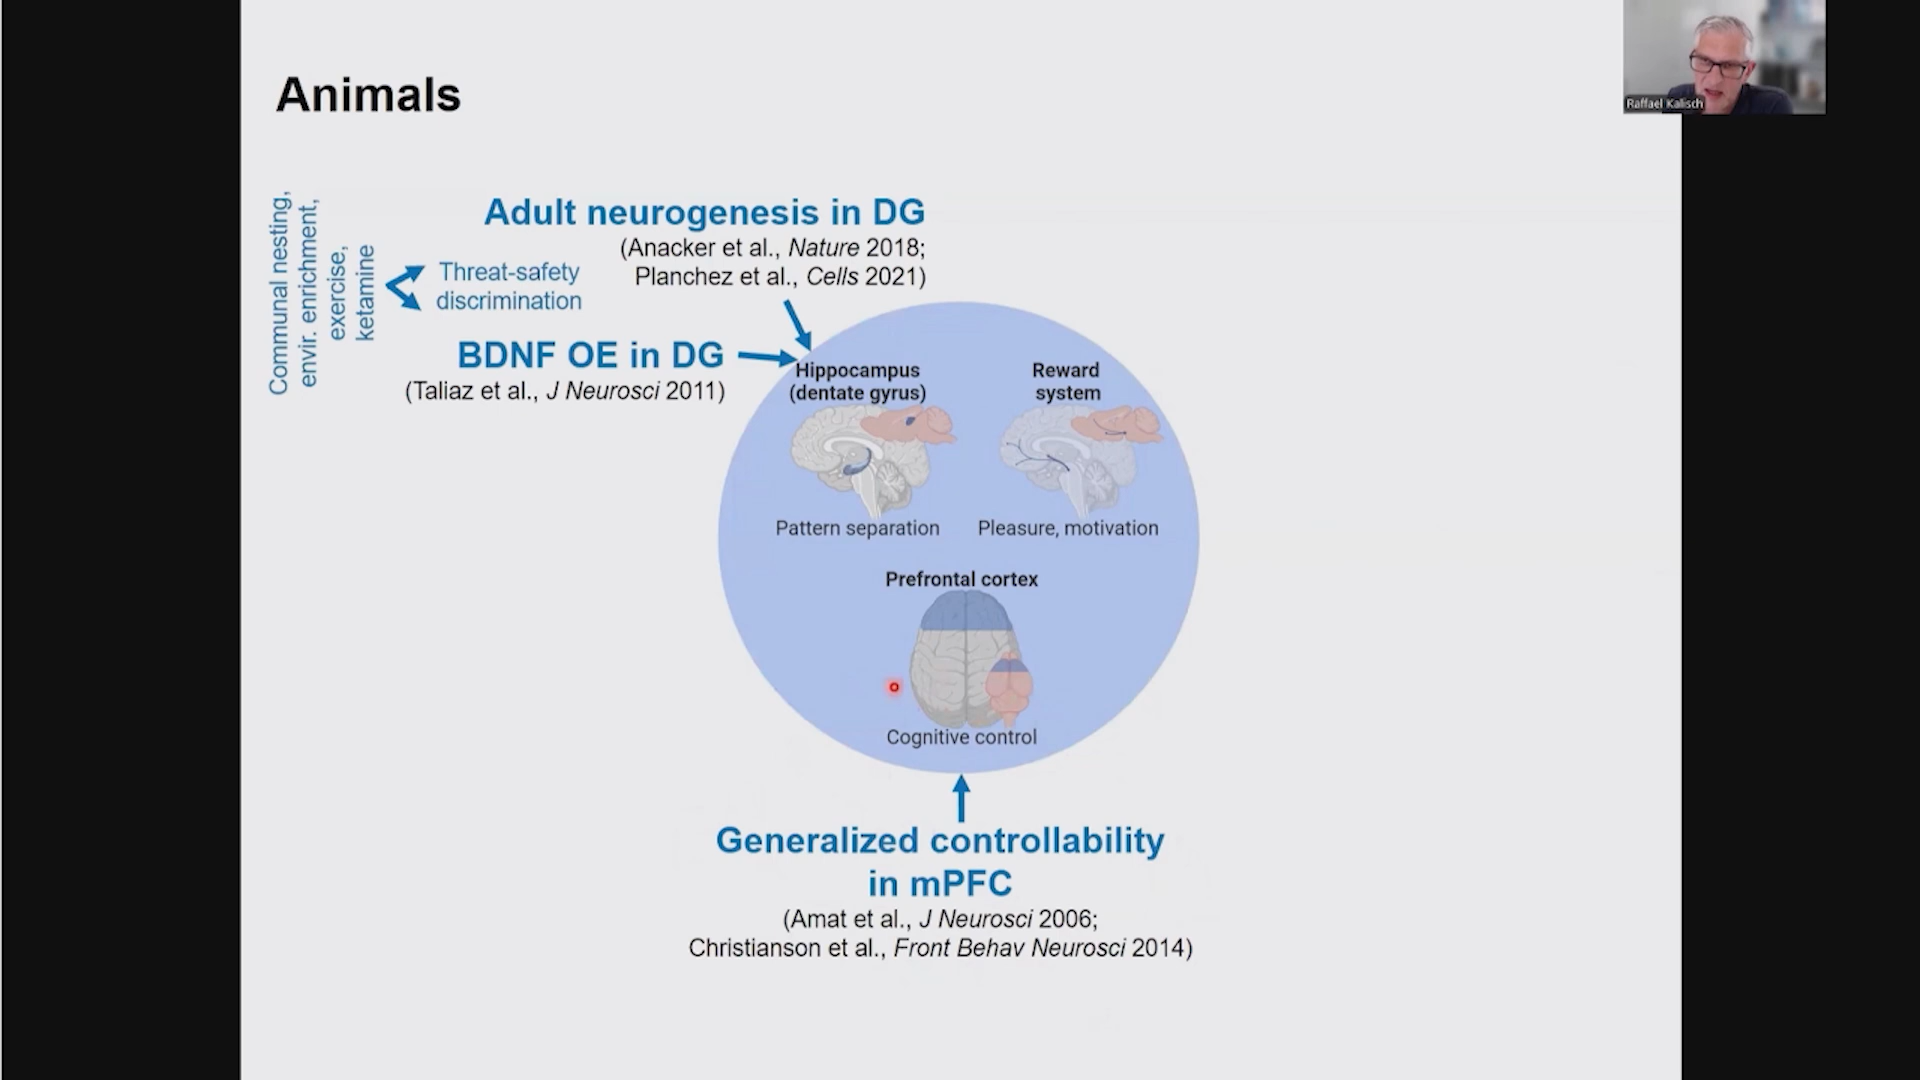 Animals
Raffael Kalisch
Communal nesting,
envir. enrichment,
exercise,
ketamine
Adult neurogenesis in DG
(Anacker et al., Nature 2018;
Planchez et al., Cells 2021)
Threat-safety
discrimination
BDNF OE in DG
(Taliaz et al., J Neurosci 2011)
Hippocampus
(dentate gyrus)
Pattern separation
Reward
system
Pleasure, motivation
Prefrontal cortex
Cognitive control
Generalized controllability
in mPFC
(Amat et al., J Neurosci 2006;
Christianson et al., Front Behav Neurosci 2014)